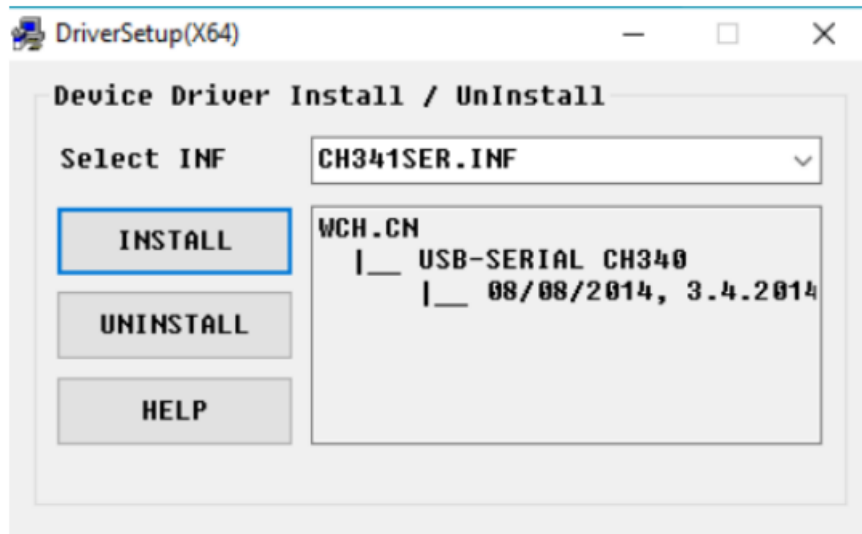 DriverSetup(X64)
Device Driver Install / UnInstall
Select INF
CH341SER.INF
INSTALL
UNINSTALL
HELP
WCH.CN
|__ USB-SERIAL CH340
|__ 08/08/2014, 3.4.2014